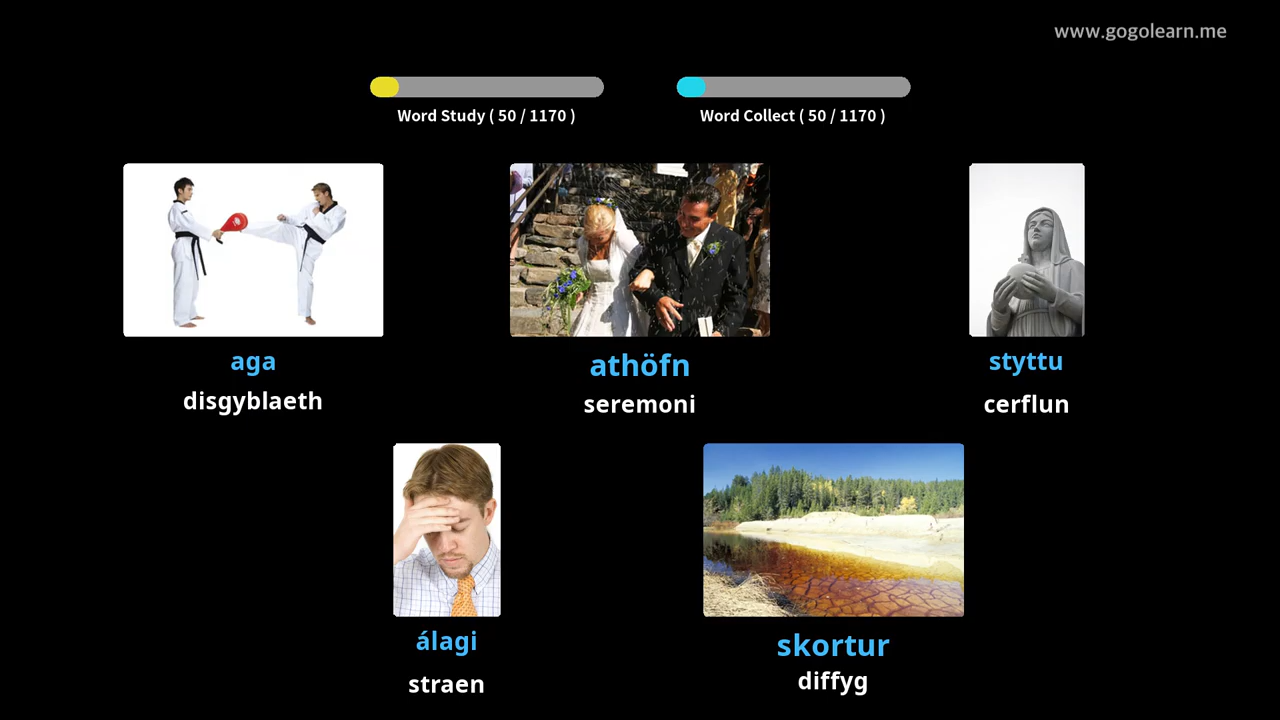 www.gogolearn.me
Word Study ( 50 / 1170 )
Word Collect ( 50 / 1170 )
aga
disgyblaeth
athöfn
seremoni
styttu
cerflun
álagi
straen
skortur
diffyg